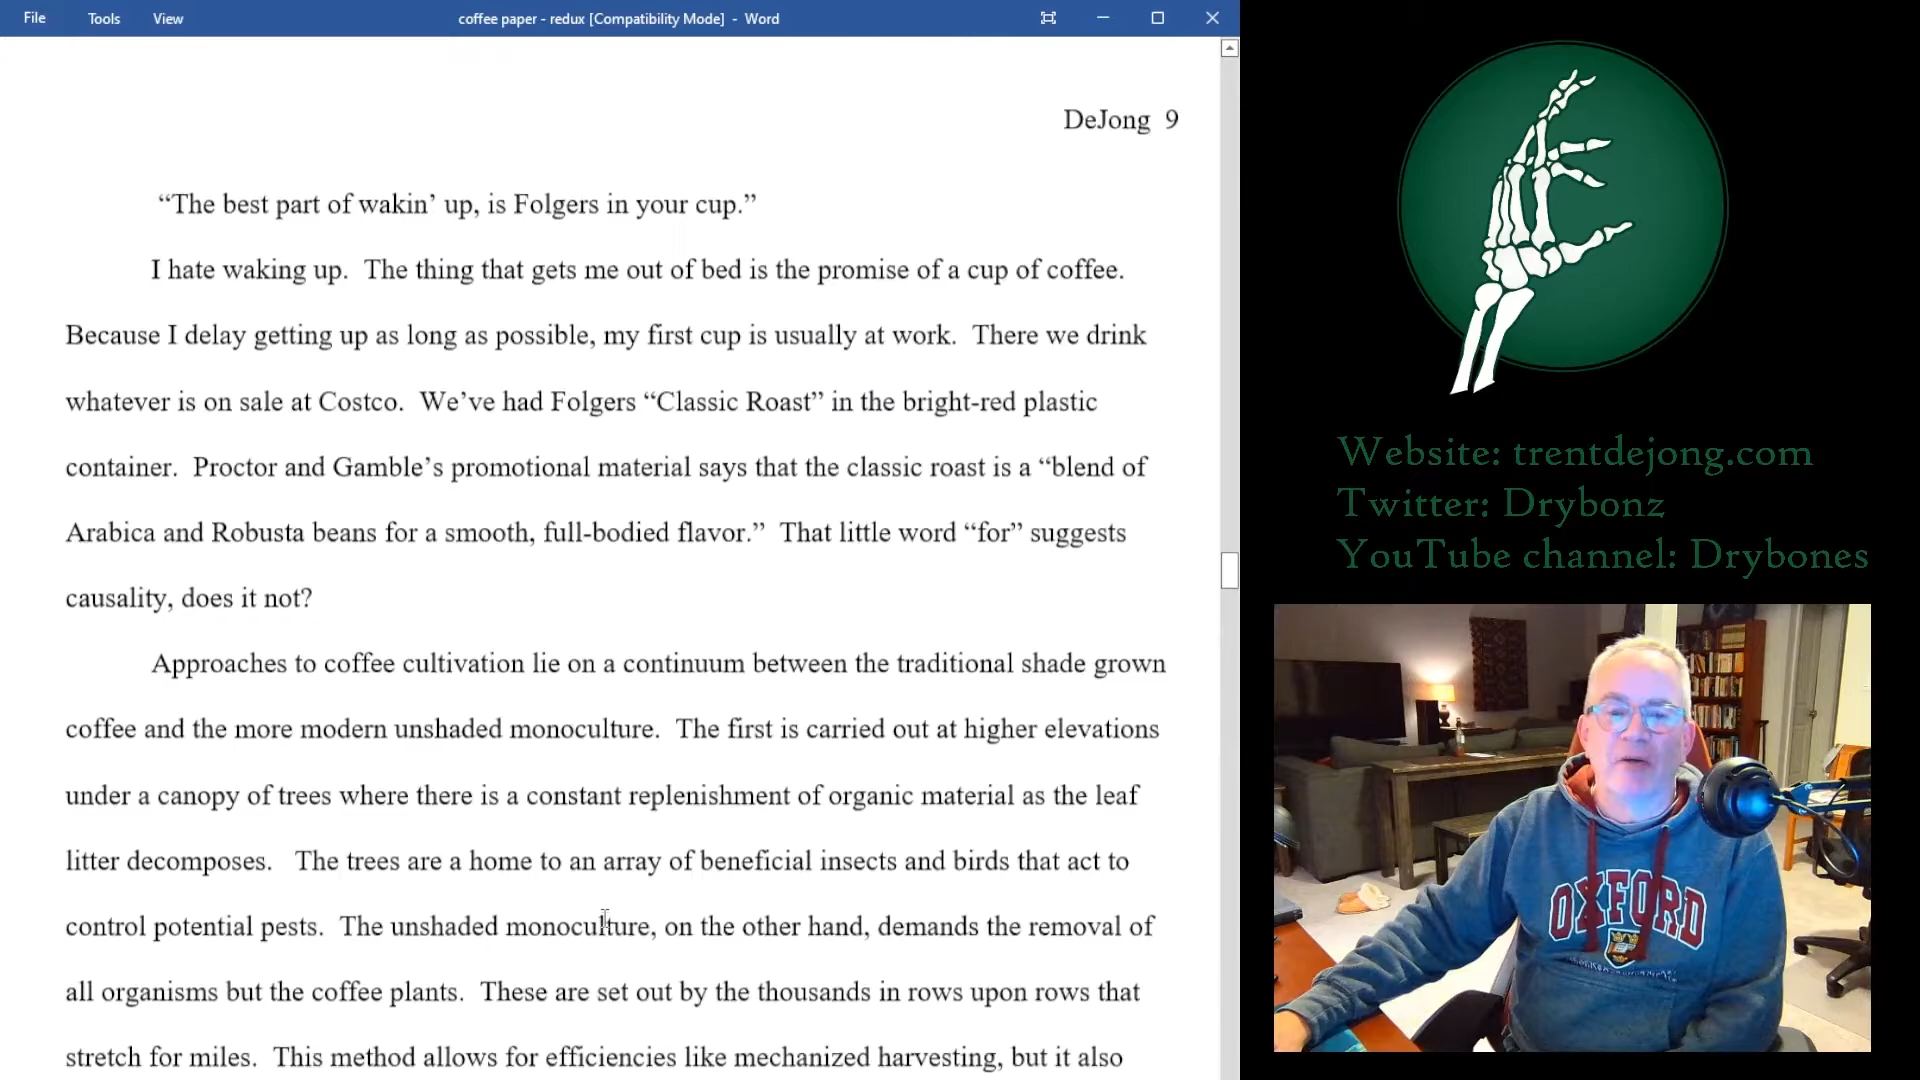 File Tools View coffee paper - redux [Compatibility Mode] - Word
DeJong 9
“The best part of wakin’ up, is Folgers in your cup.”
I hate waking up. The thing that gets me out of bed is the promise of a cup of coffee.
Because I delay getting up as long as possible, my first cup is usually at work. There we drink
whatever is on sale at Costco. We’ve had Folgers “Classic Roast” in the bright-red plastic
container. Proctor and Gamble’s promotional material says that the classic roast is a “blend of
Arabica and Robusta beans for a smooth, full-bodied flavor.” That little word “for” suggests
causality, does it not?
Approaches to coffee cultivation lie on a continuum between the traditional shade grown
coffee and the more modern unshaded monoculture. The first is carried out at higher elevations
under a canopy of trees where there is a constant replenishment of organic material as the leaf
litter decomposes. The trees are a home to an array of beneficial insects and birds that act to
control potential pests. The unshaded monoculture, on the other hand, demands the removal of
all organisms but the coffee plants. These are set out by the thousands in rows upon rows that
stretch for miles. This method allows for efficiencies like mechanized harvesting, but it also
Website: trentdejong.com
Twitter: Drybonz
YouTube channel: Drybones
OXFORD